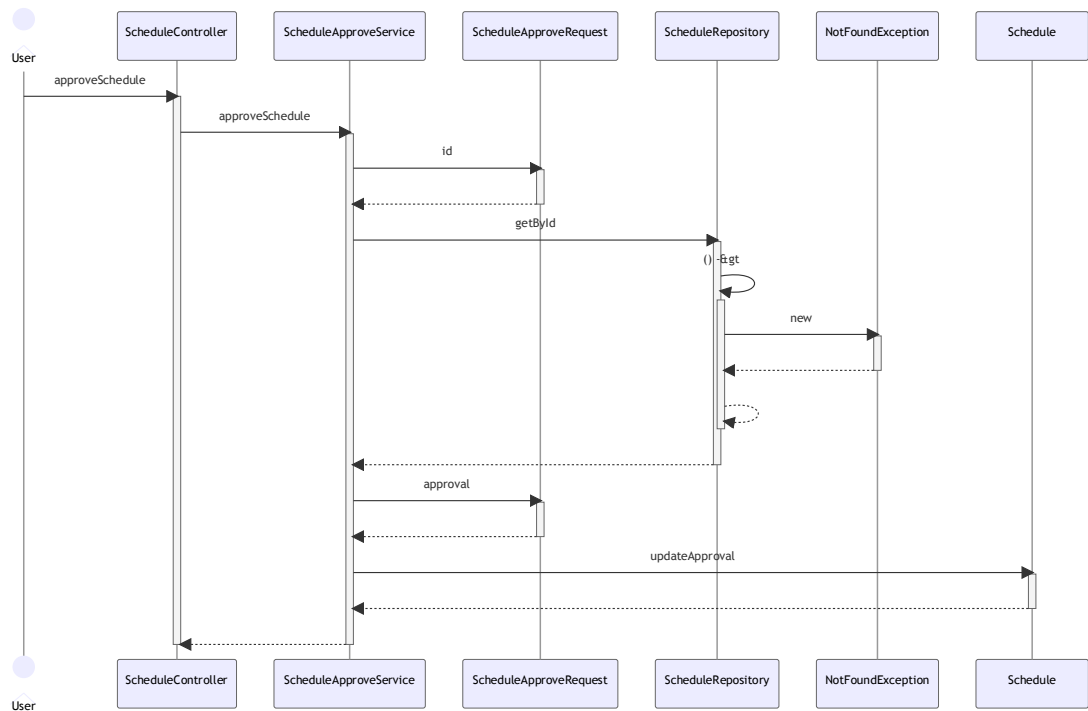 User
ScheduleController
ScheduleApproveService
ScheduleApproveRequest
ScheduleRepository
NotFoundException
Schedule
approveSchedule
approveSchedule
id
getById
() -&gt
new
approval
updateApproval
User
ScheduleController
ScheduleApproveService
ScheduleApproveRequest
ScheduleRepository
NotFoundException
Schedule